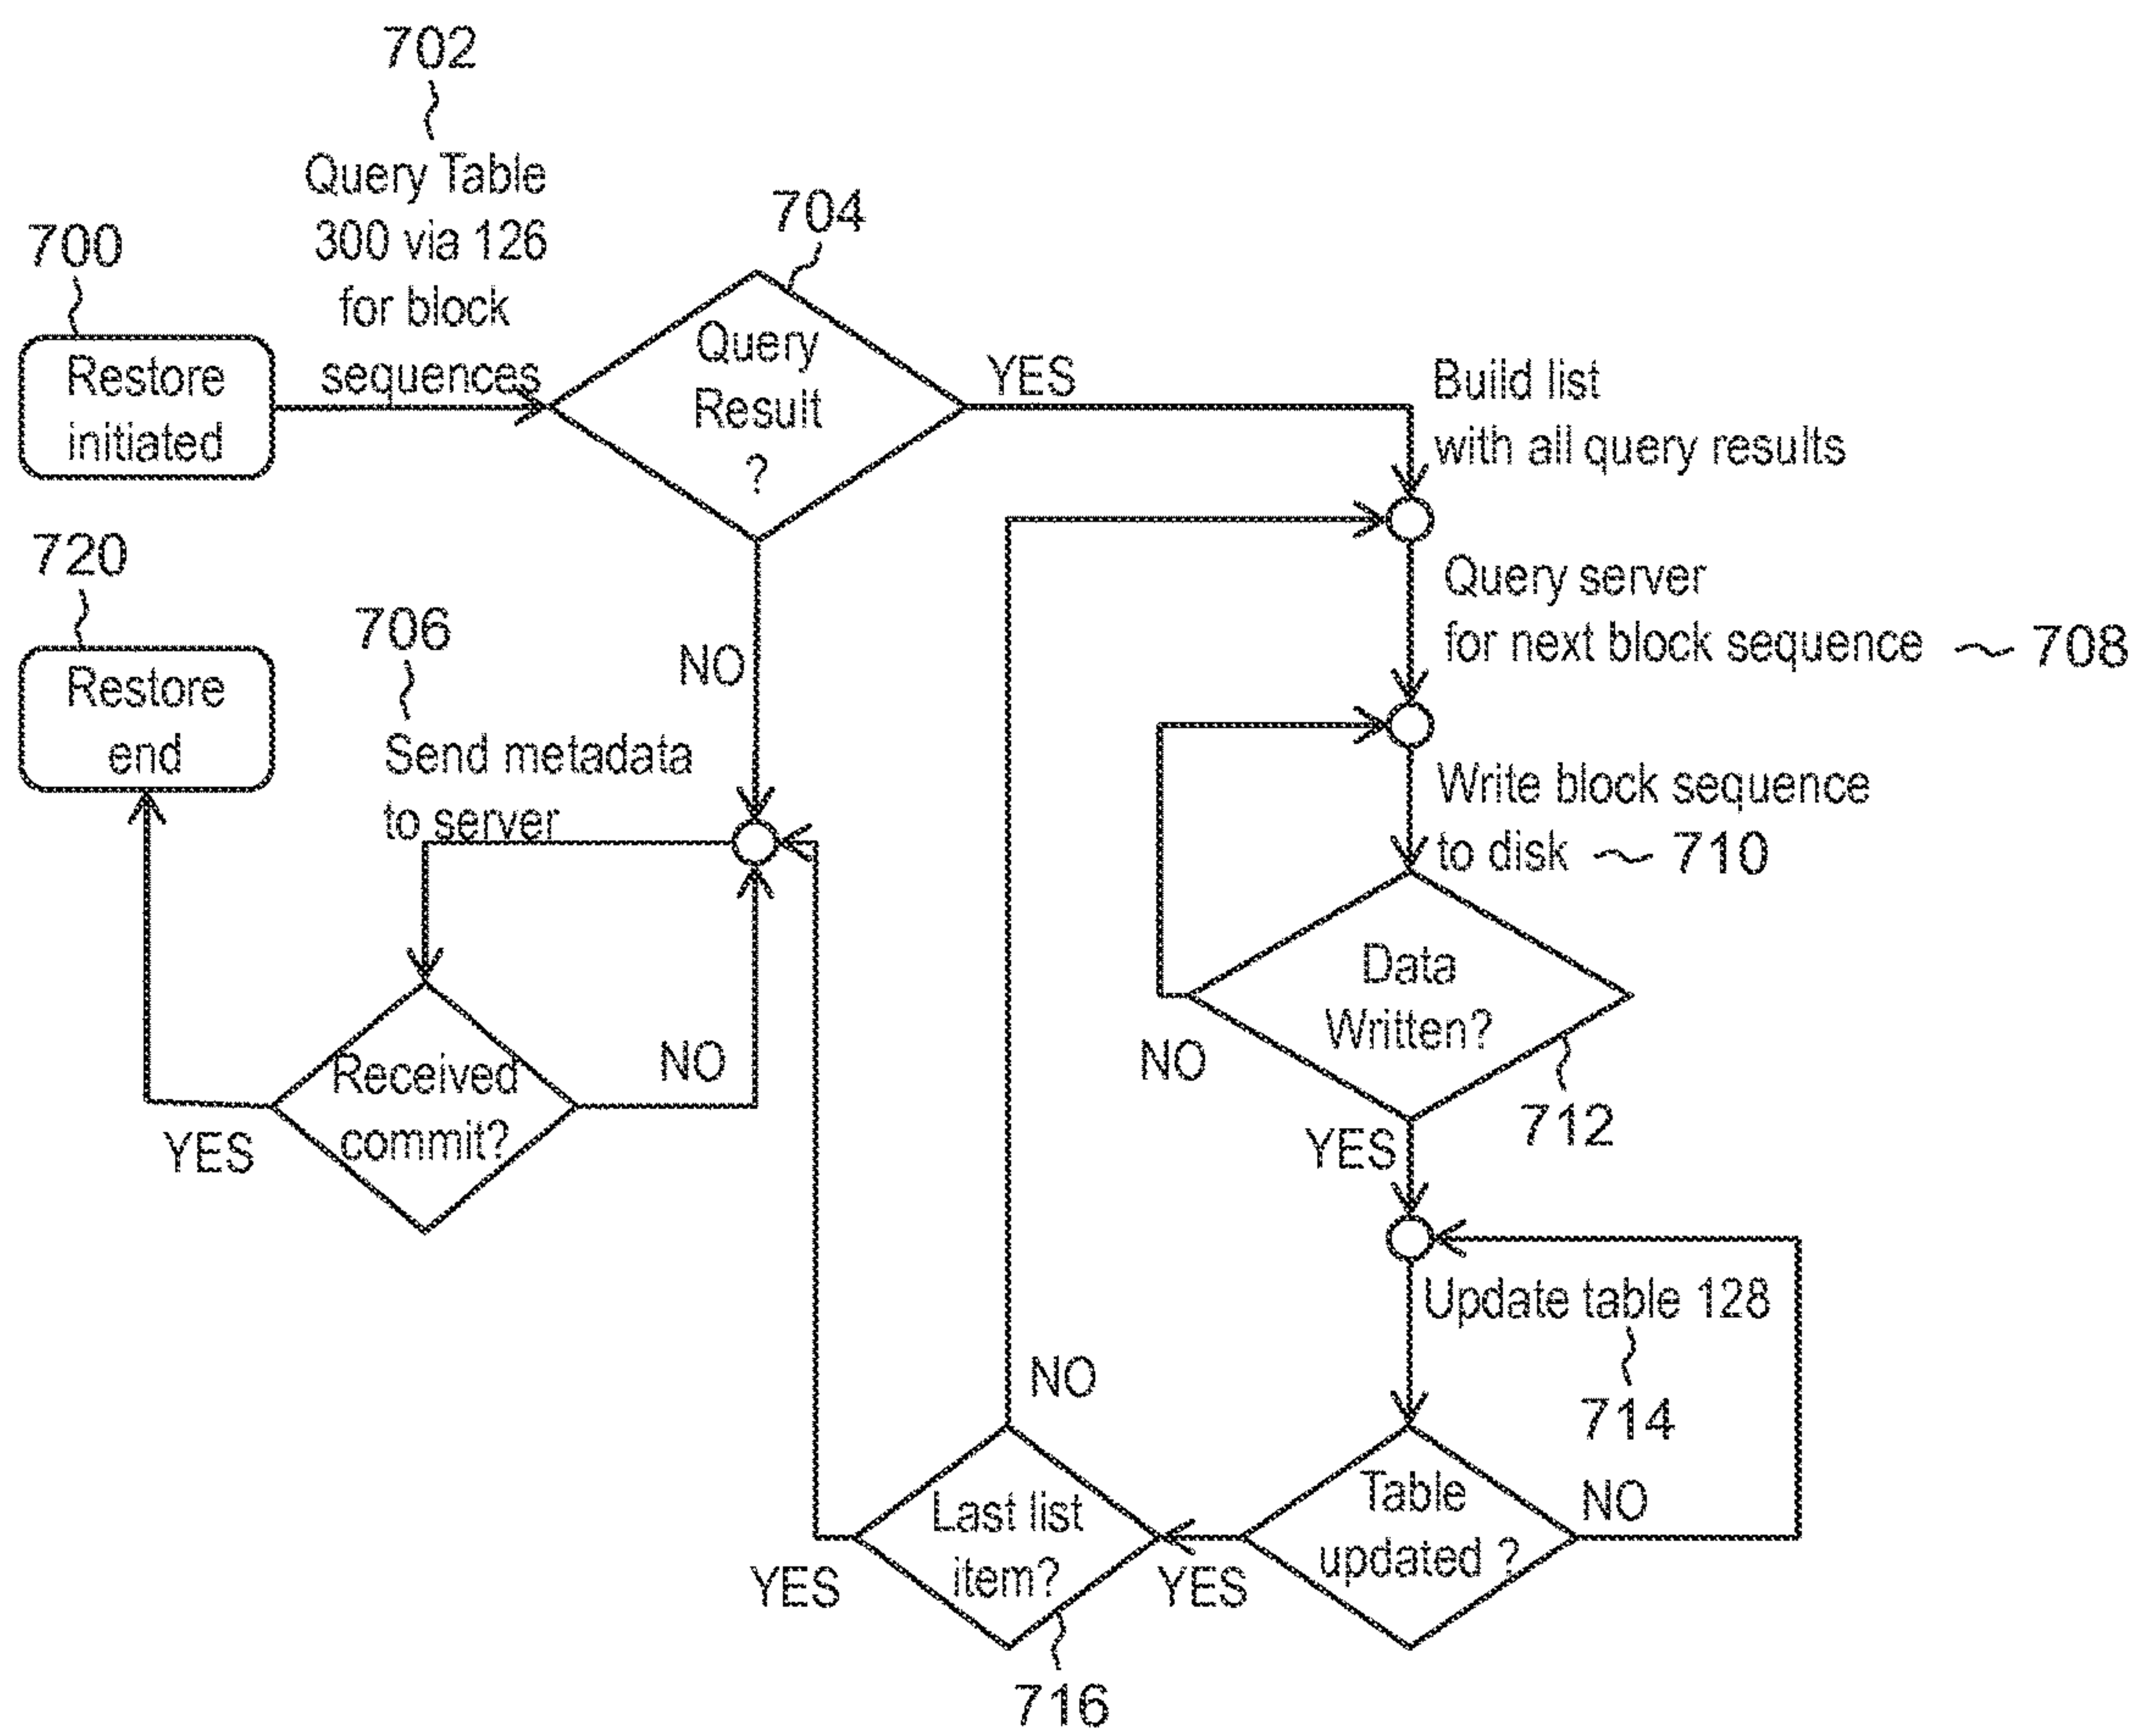 702
Query Table
300 via 126
for block
sequences
700
Restore
initiated
704
Query
Result
?
YES
Build list
with all query results
720
Restore
end
706
Send metadata
to server
NO
Query server
for next block sequence ~ 708
Write block sequence
to disk ~ 710
Received
commit?
YES
NO
Data
Written?
NO
YES
712
Update table 128
714
NO
Last list
item?
YES
716
Table
updated ?
YES
NO